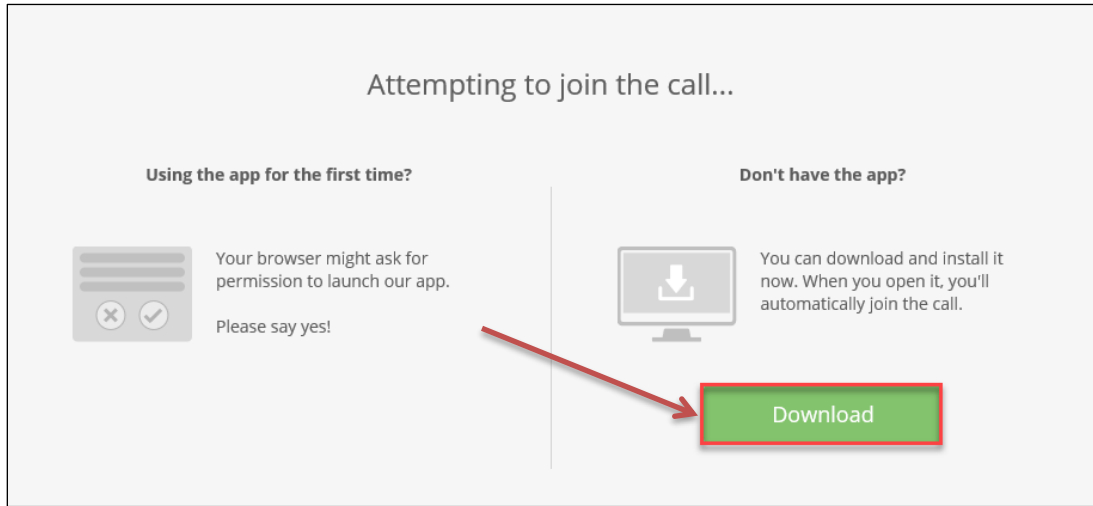 Attempting to join the call...
Using the app for the first time?
Your browser might ask for
permission to launch our app.
Please say yes!
Don't have the app?
You can download and install it
now. When you open it, you'll
automatically join the call.
Download